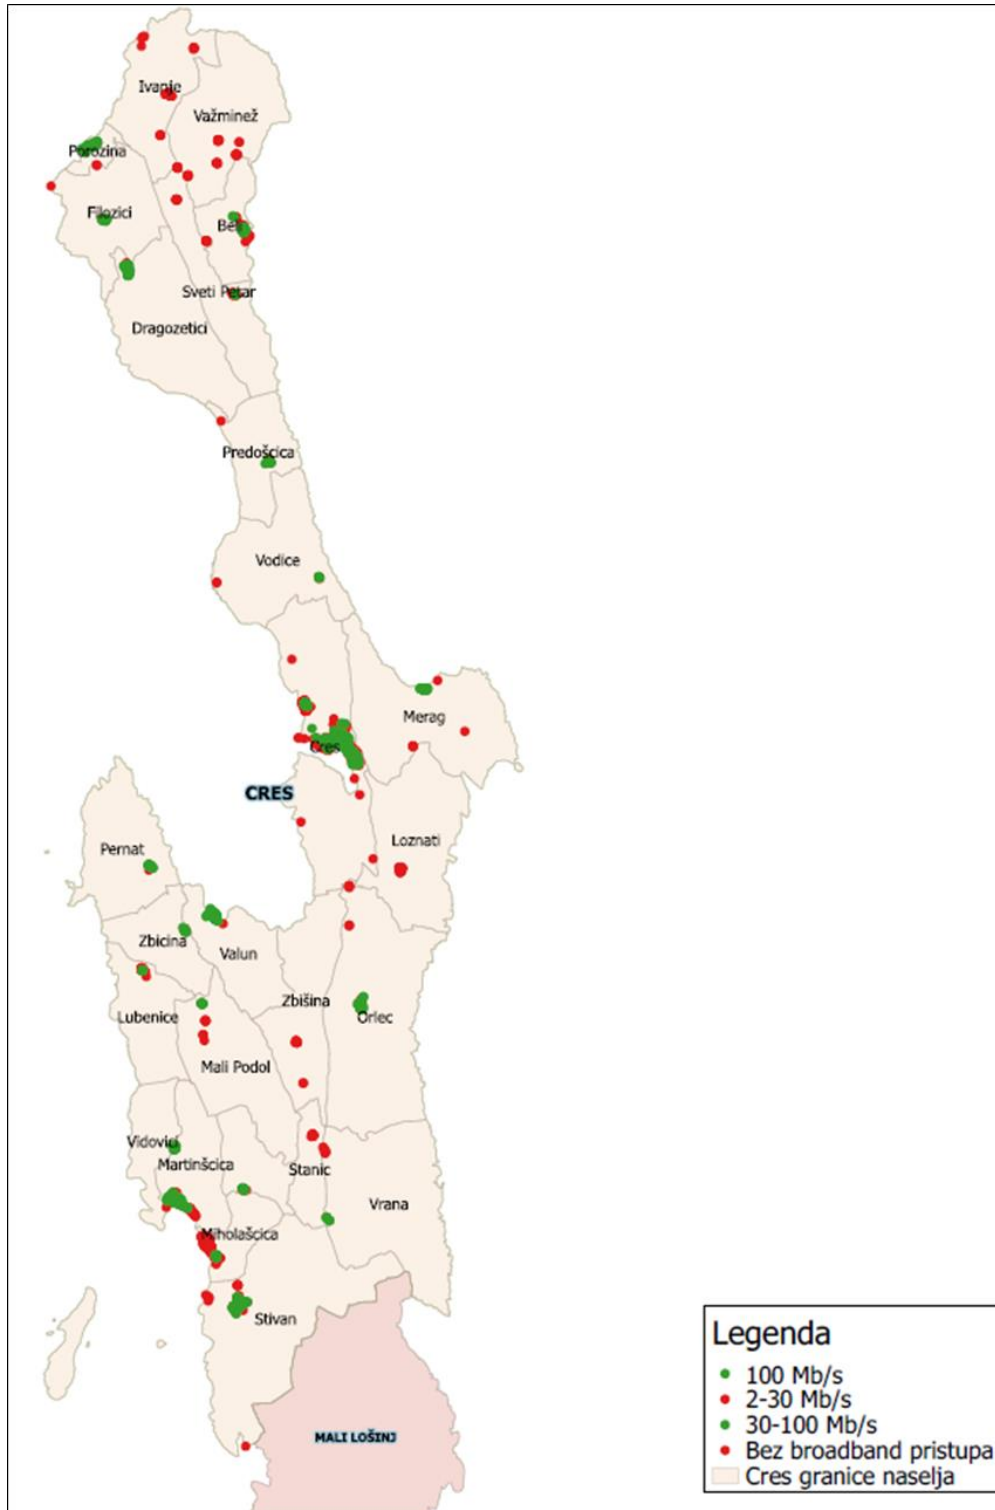 Ivanje
Važminež
Porozina
Filozici
Beli
Sveti Petar
Dragozetici
Predošcica
Vodice
Merag
Cres
CRES
Loznati
Pernat
Zbicina
Valun
Zbišina
Lubenice
Orlec
Mali Podol
Vidovici
Martinšcica
Stanic
Vrana
Miholašcica
Stivan
MALI LOŠINJ
Legenda
100 Mb/s
2-30 Mb/s
30-100 Mb/s
Bez broadband pristupa
Cres granice naselja